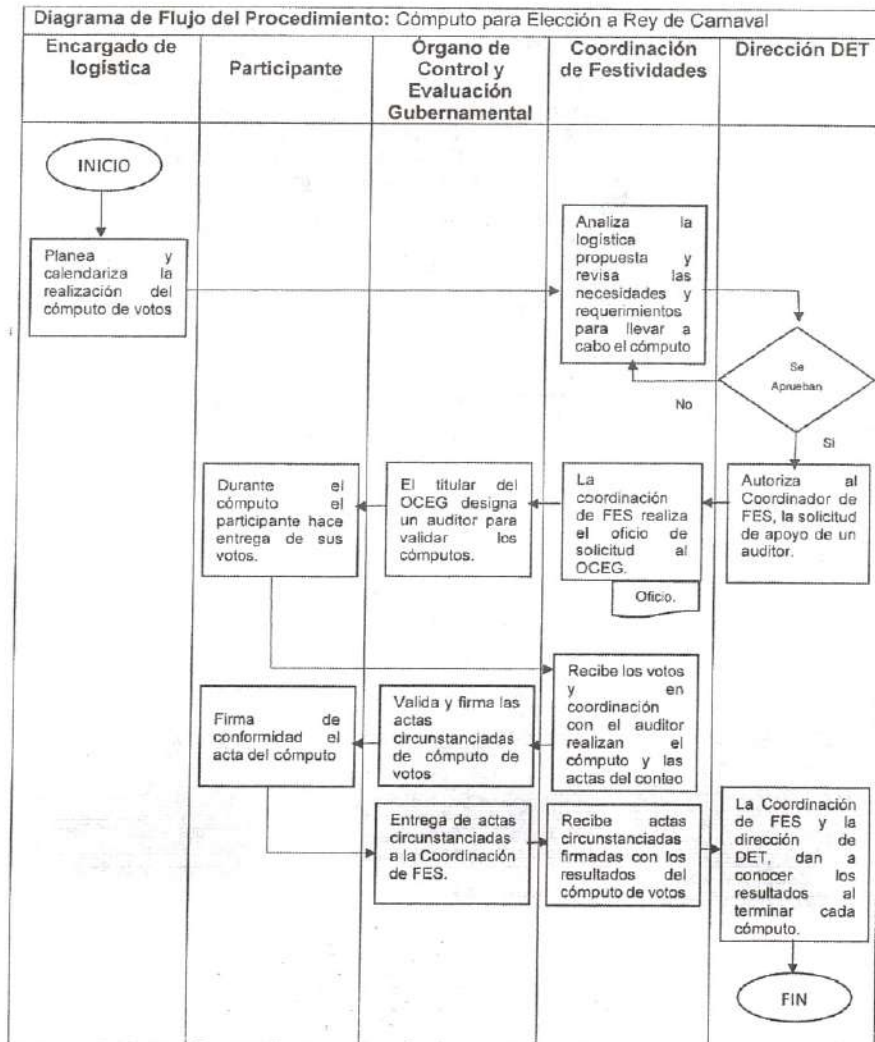 Diagrama de Flujo del Procedimiento: Cómputo para Elección a Rey de Carnaval
Encargado de
logística
Participante
Órgano de
Control y
Evaluación
Gubernamental
Coordinación
de Festividades
Dirección DET
INICIO
Planea y
calendariza la
realización del
cómputo de votos
Analiza la
logística
propuesta y
revisa las
necesidades y
requerimientos
para llevar a
cabo el cómputo
Se
Aprueban
No
Si
Autoriza al
Coordinador de
FES, la solicitud
de apoyo de un
auditor.
La
coordinación
de FES realiza
el oficio de
solicitud al
OCEG.
Oficio.
El titular del
OCEG designa
un auditor para
validar los
cómputos.
Durante el
cómputo el
participante hace
entrega de sus
votos.
Recibe los votos
y en
coordinación
con el auditor
realizan el
cómputo y las
actas del conteo
Valida y firma las
actas
circunstanciadas
de cómputo de
votos
Firma de
conformidad el
acta del cómputo
Entrega de actas
circunstanciadas
a la Coordinación
de FES.
Recibe actas
circunstanciadas
firmadas con los
resultados del
cómputo de votos
La Coordinación
de FES y la
dirección de
DET, dan a
conocer los
resultados al
terminar cada
cómputo.
FIN